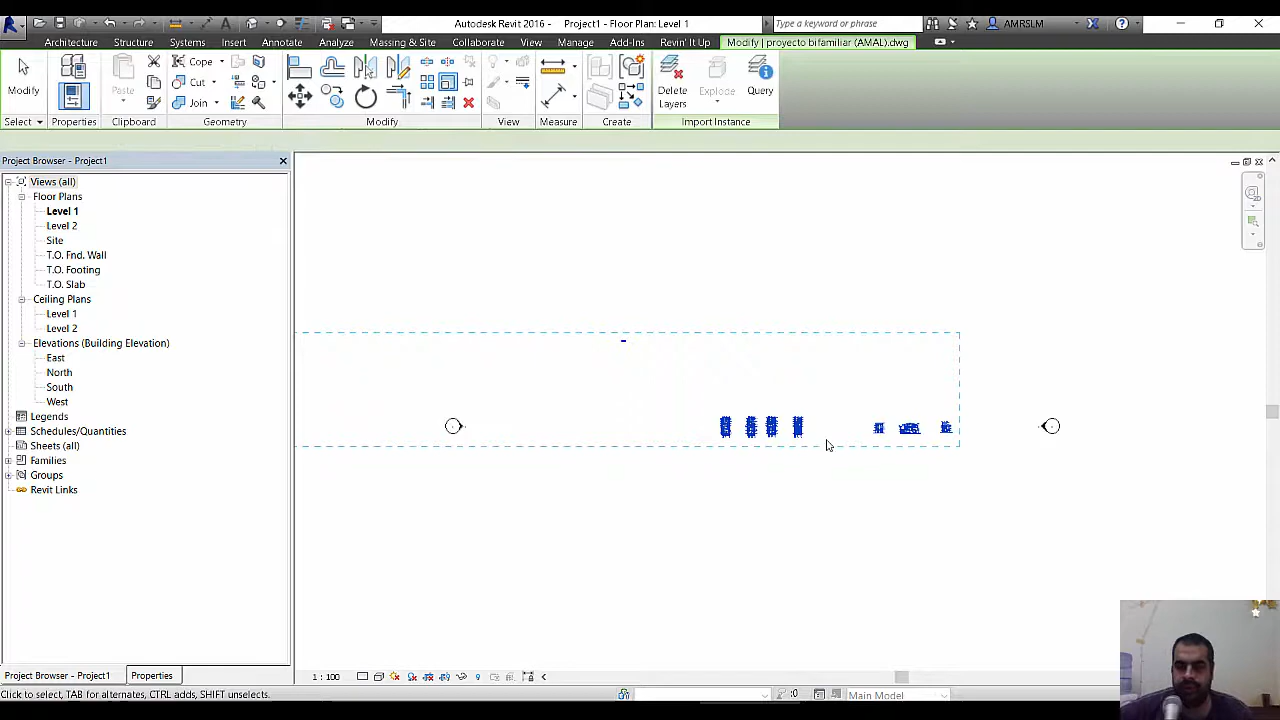 Autodesk Revit 2016 - Project1 - Floor Plan: Level 1
Type a keyword or phrase
AMRSLM
Architecture Structure Systems Insert Annotate Analyze Massing & Site Collaborate View Manage Add-Ins Revin' It Up Modify | proyecto bifamiliar (AMAL).dwg
Modify
Paste
Cope
Cut
Join
Delete Layers
Explode
Query
Select Properties Clipboard Geometry Modify View Measure Create Import Instance
Project Browser - Project1
Views (all)
Floor Plans
Level 1
Level 2
Site
T.O. Fnd. Wall
T.O. Footing
T.O. Slab
Ceiling Plans
Level 1
Level 2
Elevations (Building Elevation)
East
North
South
West
Legends
Schedules/Quantities
Sheets (all)
Families
Groups
Revit Links
Project Browser - Project1 Properties
1 : 100
Click to select, TAB for alternates, CTRL adds, SHIFT unselects.
:0
Main Model